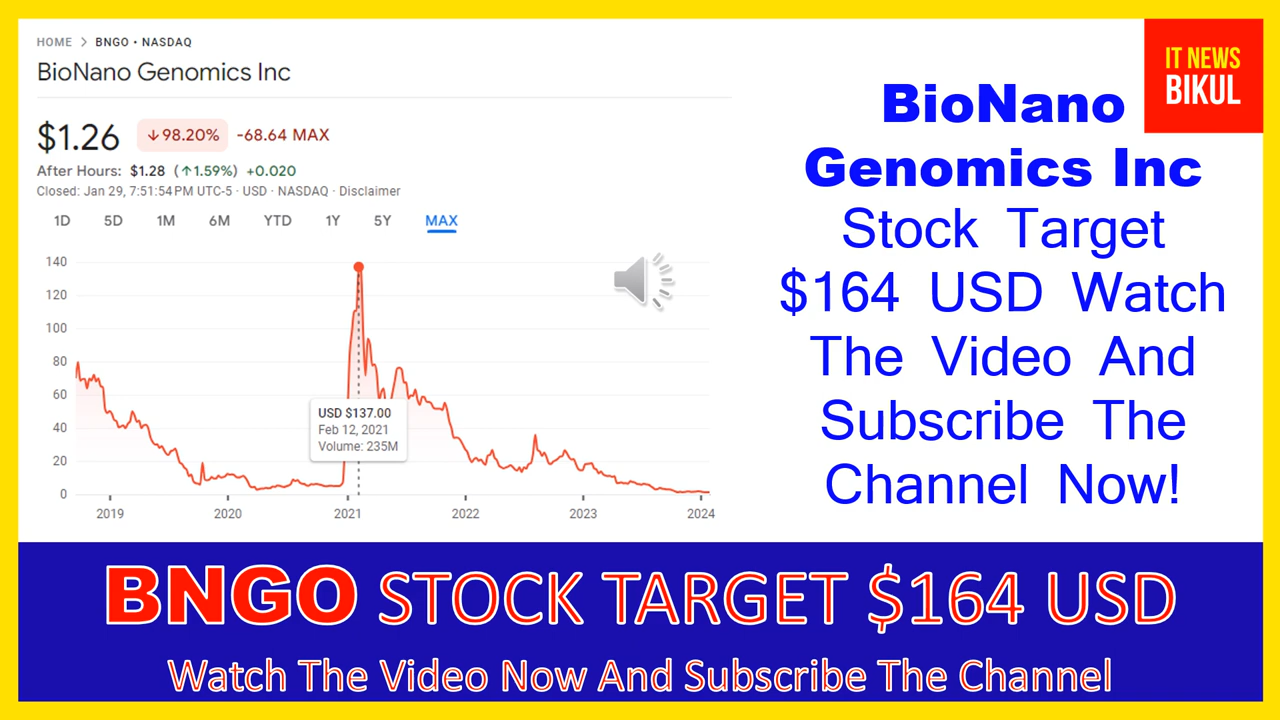 HOME > BNGO • NASDAQ
BioNano Genomics Inc
$1.26 ↓98.20% -68.64 MAX
After Hours: $1.28 (↑1.59%) +0.020
Closed: Jan 29, 7:51:54 PM UTC-5 · USD · NASDAQ · Disclaimer
1D 5D 1M 6M YTD 1Y 5Y MAX
140
120
100
80
60
40
20
0
USD $137.00
Feb 12, 2021
Volume: 235M
2019 2020 2021 2022 2023 2024
IT NEWS
BIKUL
BioNano
Genomics Inc
Stock Target
$164 USD Watch
The Video And
Subscribe The
Channel Now!
BNGO STOCK TARGET $164 USD
Watch The Video Now And Subscribe The Channel